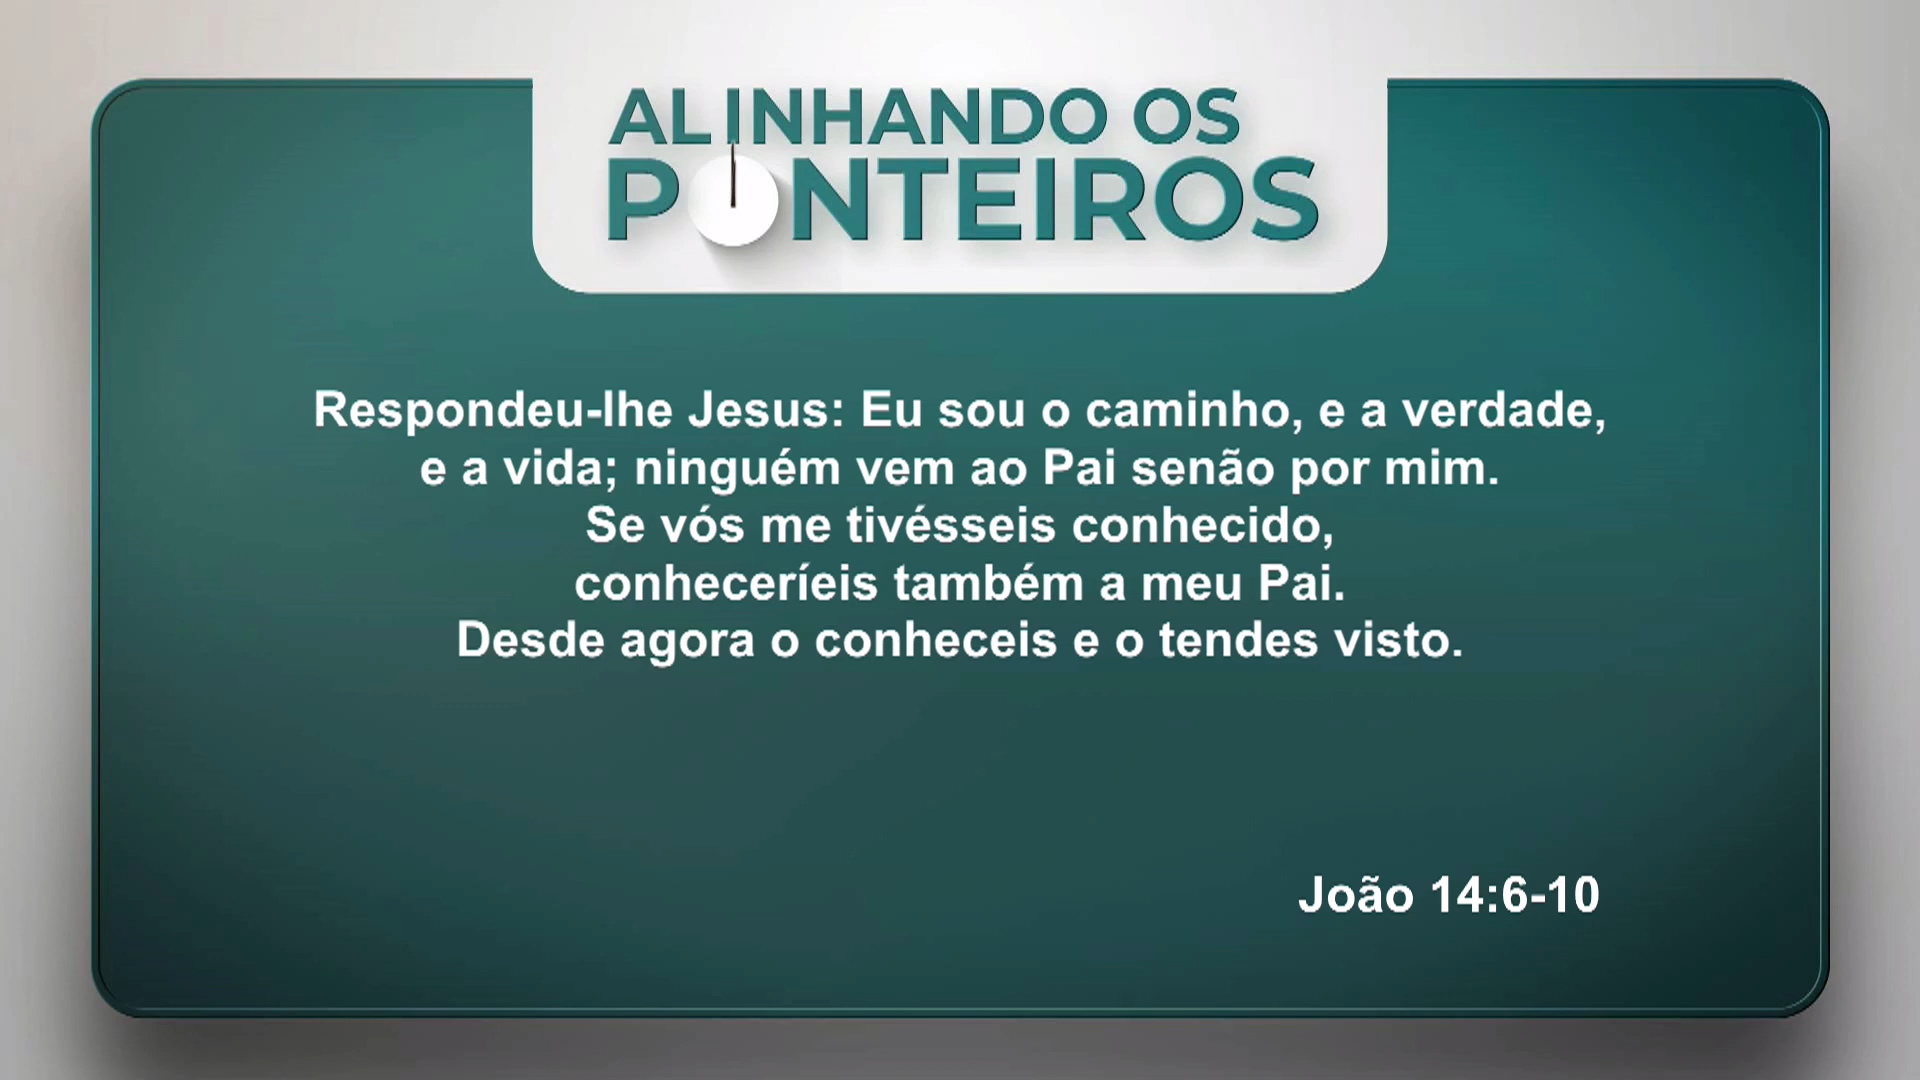 ALINHANDO OS
PONTEIROS
Respondeu-lhe Jesus: Eu sou o caminho, e a verdade,
e a vida; ninguém vem ao Pai senão por mim.
Se vós me tivésseis conhecido,
conheceríeis também a meu Pai.
Desde agora o conheceis e o tendes visto.
João 14:6-10